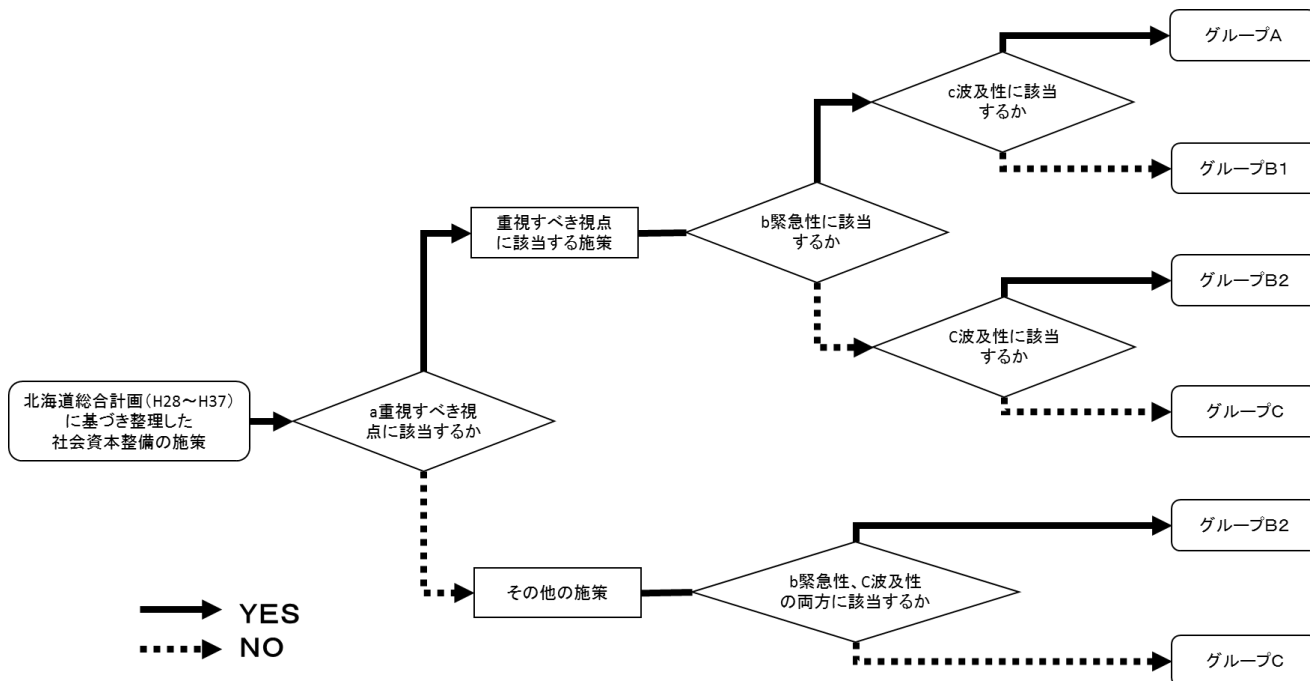 グループA
c波及性に該当
するか
グループB1
重視すべき視点
に該当する施策
b緊急性に該当
するか
グループB2
C波及性に該当
するか
グループC
北海道総合計画(H28～H37)
に基づき整理した
社会資本整備の施策
a重視すべき視
点に該当するか
グループB2
その他の施策
b緊急性、C波及性
の両方に該当するか
グループC
YES
NO